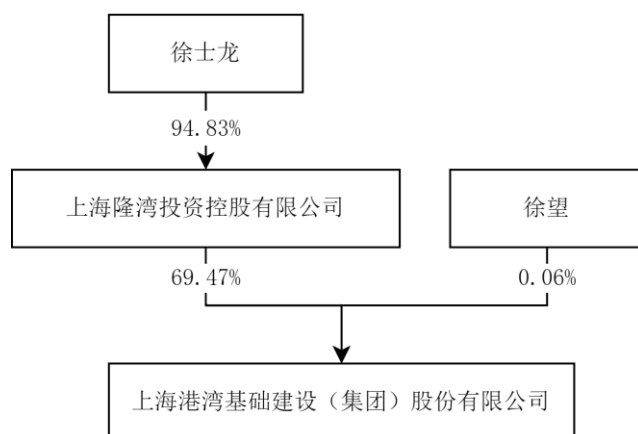 徐士龙
94.83%
上海隆湾投资控股有限公司
徐望
69.47%
0.06%
上海港湾基础建设（集团）股份有限公司